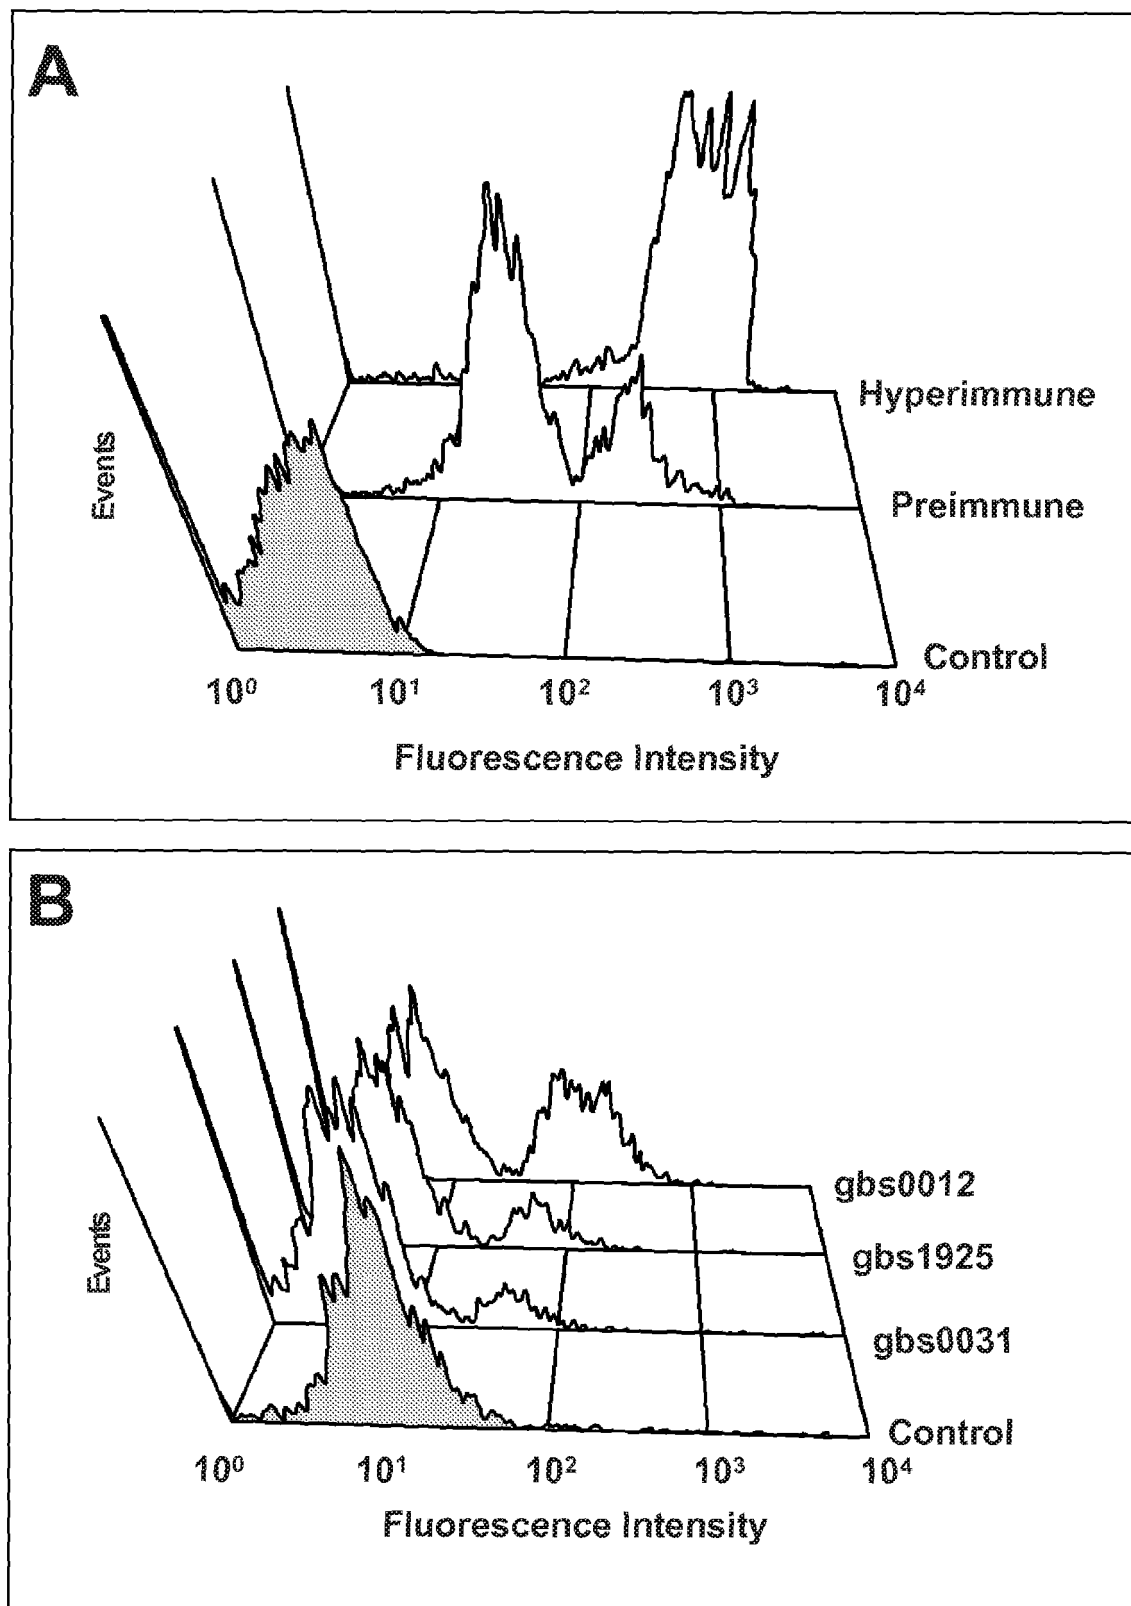 A
Hyperimmune
Events
Preimmune
Control
10⁰ 10¹ 10² 10³ 10⁴
Fluorescence Intensity
B
gbs0012
Events
gbs1925
gbs0031
Control
10⁰ 10¹ 10² 10³ 10⁴
Fluorescence Intensity